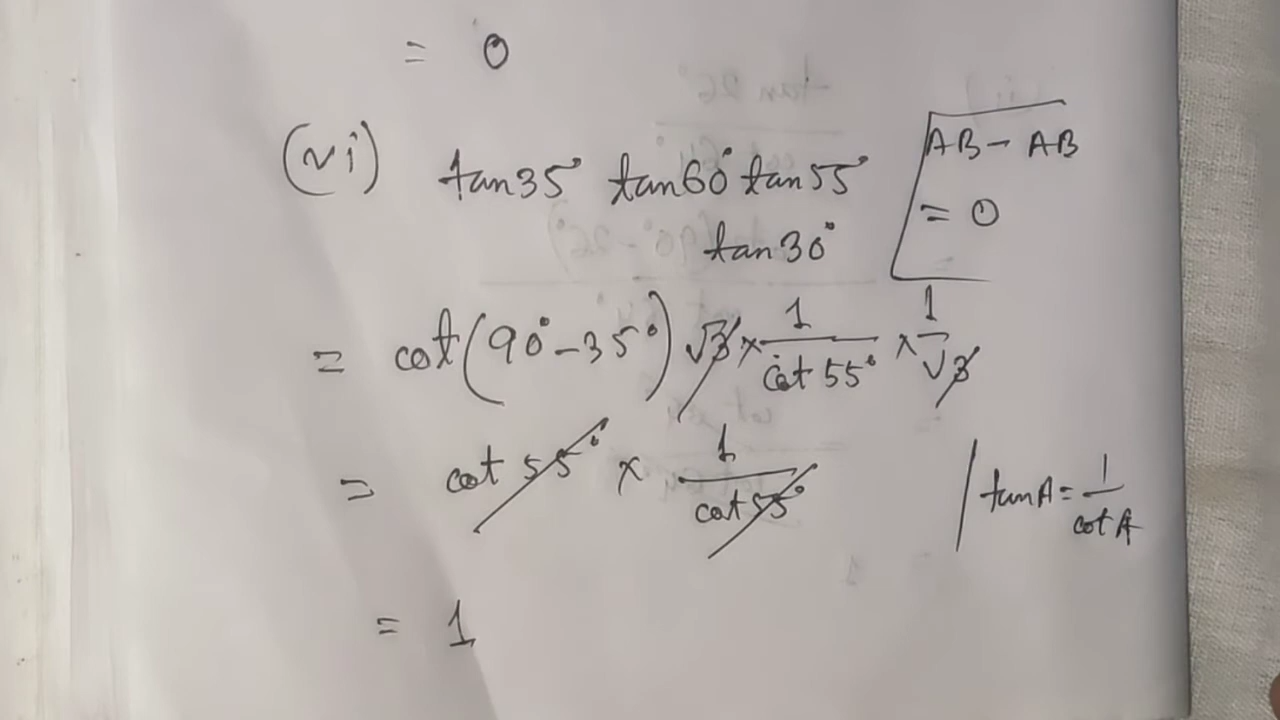 = 0
(vi) tan35° tan60° tan55°
tan30°
AB - AB
= 0
= cot(90° - 35°) √3 × 1/cot 55° × 1/√3
= cot 55° × 1/cot 55°
tanA = 1/cot A
= 1